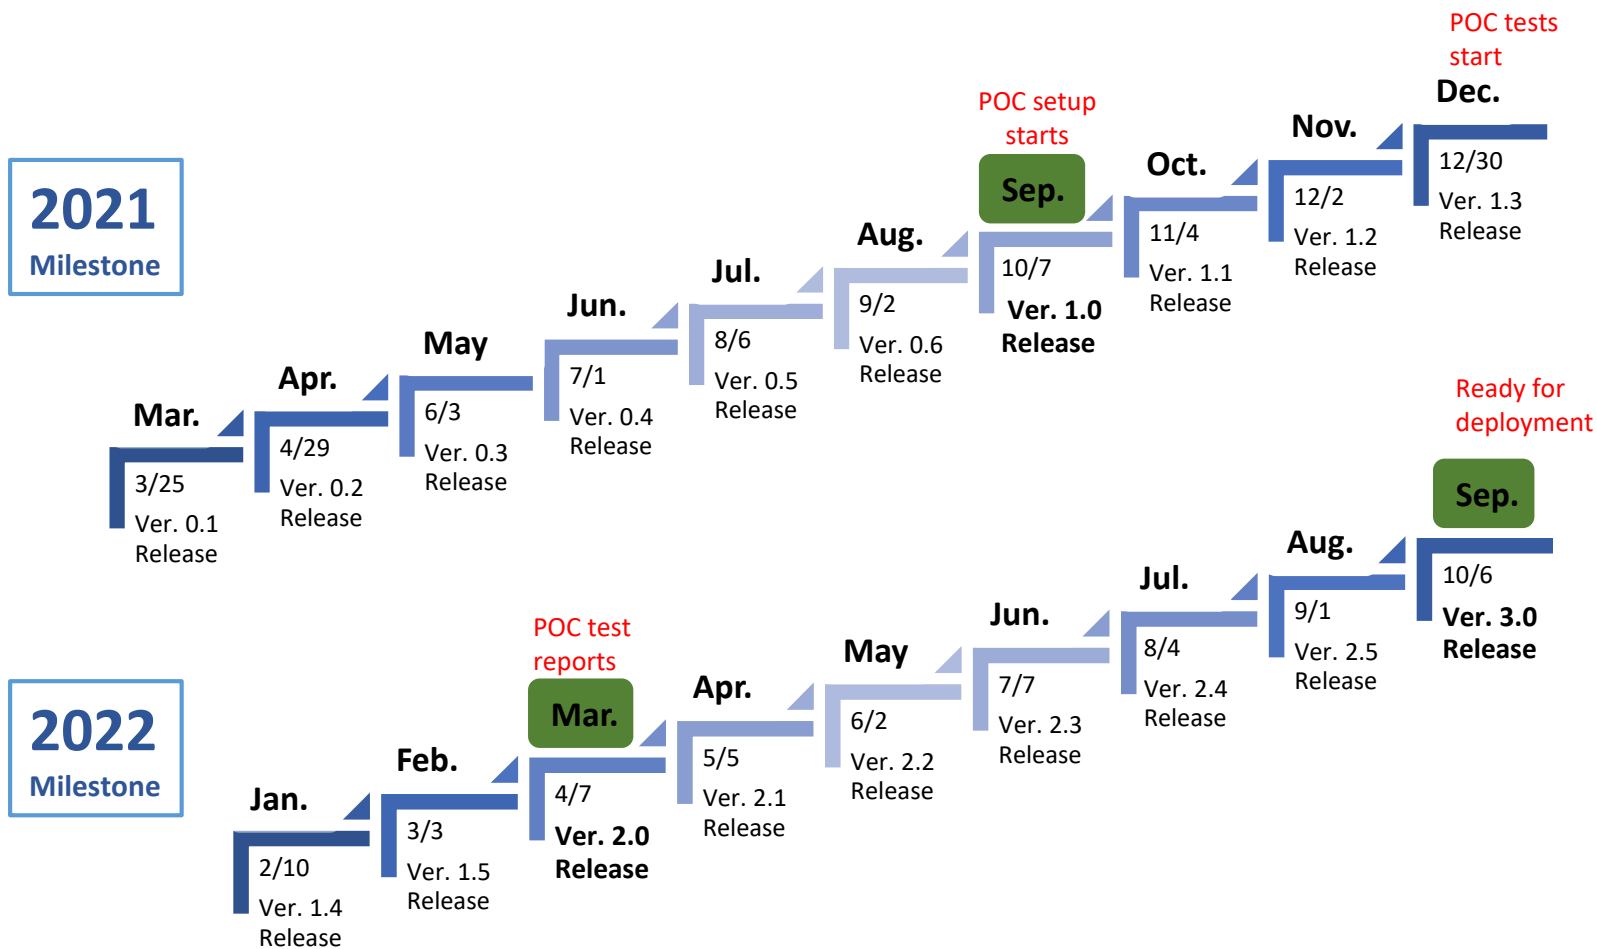 2021
Milestone
Mar.
3/25
Ver. 0.1
Release
Apr.
4/29
Ver. 0.2
Release
May
6/3
Ver. 0.3
Release
Jun.
7/1
Ver. 0.4
Release
Jul.
8/6
Ver. 0.5
Release
Aug.
9/2
Ver. 0.6
Release
POC setup
starts
Sep.
10/7
Ver. 1.0
Release
Oct.
11/4
Ver. 1.1
Release
Nov.
12/2
Ver. 1.2
Release
POC tests
start
Dec.
12/30
Ver. 1.3
Release
2022
Milestone
Jan.
2/10
Ver. 1.4
Release
Feb.
3/3
Ver. 1.5
Release
POC test
reports
Mar.
4/7
Ver. 2.0
Release
Apr.
5/5
Ver. 2.1
Release
May
6/2
Ver. 2.2
Release
Jun.
7/7
Ver. 2.3
Release
Jul.
8/4
Ver. 2.4
Release
Aug.
9/1
Ver. 2.5
Release
Ready for
deployment
Sep.
10/6
Ver. 3.0
Release